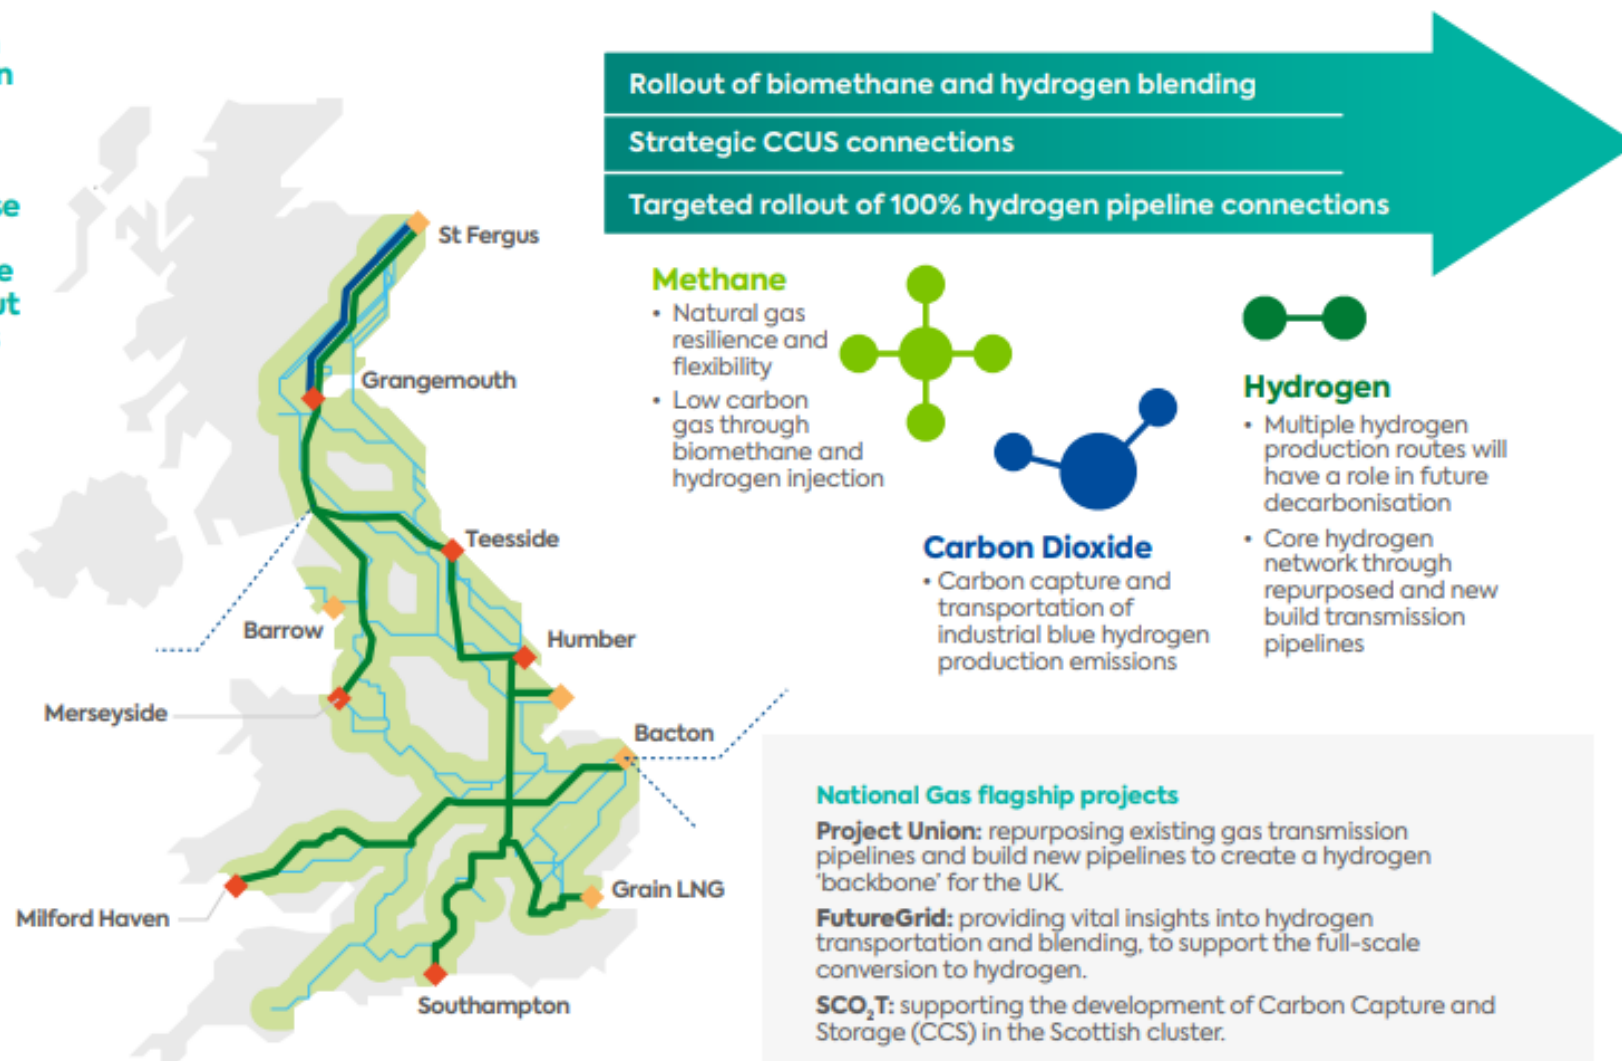 Rollout of biomethane and hydrogen blending
Strategic CCUS connections
Targeted rollout of 100% hydrogen pipeline connections
St Fergus
Grangemouth
Teesside
Barrow
Humber
Merseyside
Bacton
Milford Haven
Grain LNG
Southampton
Methane
• Natural gas
resilience and
flexibility
• Low carbon
gas through
biomethane and
hydrogen injection
Carbon Dioxide
• Carbon capture and
transportation of
industrial blue hydrogen
production emissions
Hydrogen
• Multiple hydrogen
production routes will
have a role in future
decarbonisation
• Core hydrogen
network through
repurposed and new
build transmission
pipelines
National Gas flagship projects
Project Union: repurposing existing gas transmission
pipelines and build new pipelines to create a hydrogen
‘backbone’ for the UK.
FutureGrid: providing vital insights into hydrogen
transportation and blending, to support the full-scale
conversion to hydrogen.
SCO₂T: supporting the development of Carbon Capture and
Storage (CCS) in the Scottish cluster.